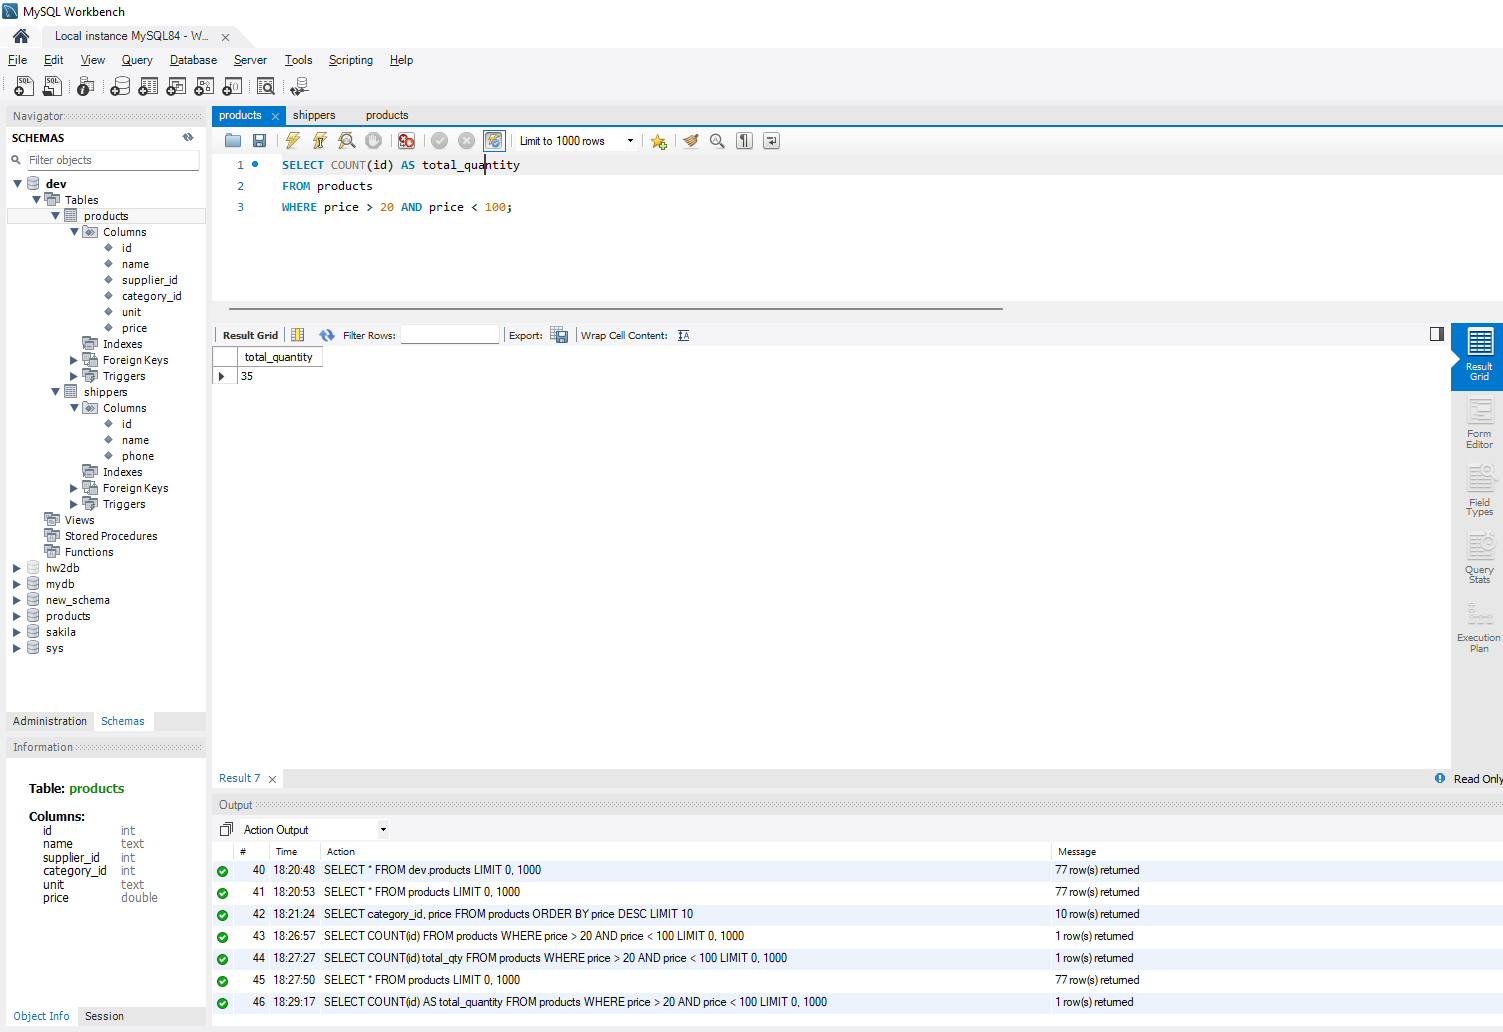 MySQL Workbench
Local instance MySQL84 - W... ×
File Edit View Query Database Server Tools Scripting Help
Navigator
SCHEMAS
Filter objects
dev
Tables
products
Columns
id
name
supplier_id
category_id
unit
price
Indexes
Foreign Keys
Triggers
shippers
Columns
id
name
phone
Indexes
Foreign Keys
Triggers
Views
Stored Procedures
Functions
hw2db
mydb
new_schema
products
sakila
sys
Administration Schemas
Information
Table: products
Columns:
id int
name text
supplier_id int
category_id int
unit text
price double
Object Info Session
products × shippers products
Limit to 1000 rows
1 SELECT COUNT(id) AS total_quantity
2 FROM products
3 WHERE price > 20 AND price < 100;
Result Grid Filter Rows: Export: Wrap Cell Content:
total_quantity
35
Result Grid
Form Editor
Field Types
Query Stats
Execution Plan
Result 7 × Read Only
Output
Action Output
# Time Action Message
40 18:20:48 SELECT * FROM dev.products LIMIT 0, 1000 77 row(s) returned
41 18:20:53 SELECT * FROM products LIMIT 0, 1000 77 row(s) returned
42 18:21:24 SELECT category_id, price FROM products ORDER BY price DESC LIMIT 10 10 row(s) returned
43 18:26:57 SELECT COUNT(id) FROM products WHERE price > 20 AND price < 100 LIMIT 0, 1000 1 row(s) returned
44 18:27:27 SELECT COUNT(id) total_qty FROM products WHERE price > 20 AND price < 100 LIMIT 0, 1000 1 row(s) returned
45 18:27:50 SELECT * FROM products LIMIT 0, 1000 77 row(s) returned
46 18:29:17 SELECT COUNT(id) AS total_quantity FROM products WHERE price > 20 AND price < 100 LIMIT 0, 1000 1 row(s) returned